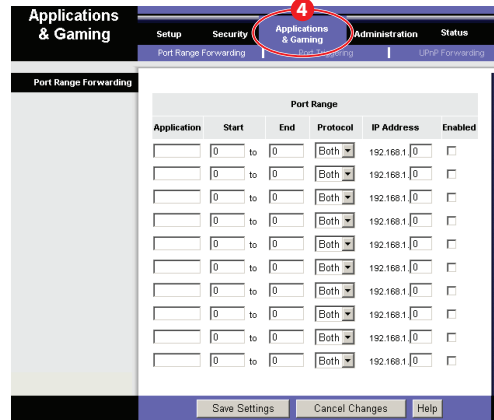 Applications
& Gaming
4
Setup Security Applications & Gaming Administration Status
Port Range Forwarding Port Triggering UPnP Forwarding
Port Range Forwarding
Port Range
Application Start End Protocol IP Address Enabled
0 to 0 Both 192.168.1. 0
0 to 0 Both 192.168.1. 0
0 to 0 Both 192.168.1. 0
0 to 0 Both 192.168.1. 0
0 to 0 Both 192.168.1. 0
0 to 0 Both 192.168.1. 0
0 to 0 Both 192.168.1. 0
0 to 0 Both 192.168.1. 0
0 to 0 Both 192.168.1. 0
0 to 0 Both 192.168.1. 0
Save Settings Cancel Changes Help